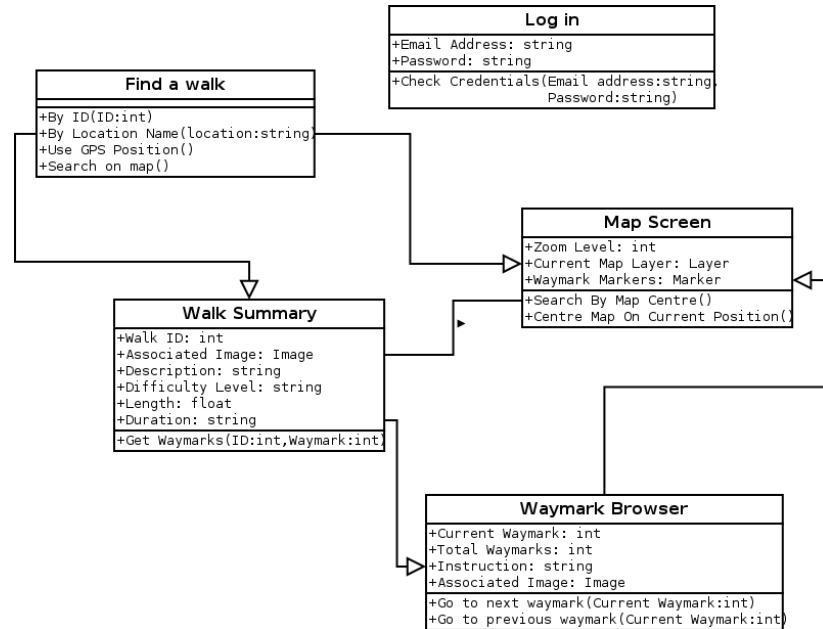 Log in
+Email Address: string
+Password: string
+Check Credentials(Email address:string,
Password:string)
Find a walk
+By ID(ID:int)
+By Location Name(location:string)
+Use GPS Position()
+Search on map()
Map Screen
+Zoom Level: int
+Current Map Layer: Layer
+Waymark Markers: Marker
+Search By Map Centre()
+Centre Map On Current Position()
Walk Summary
+Walk ID: int
+Associated Image: Image
+Description: string
+Difficulty Level: string
+Length: float
+Duration: string
+Get Waymarks(ID:int,Waymark:int)
Waymark Browser
+Current Waymark: int
+Total Waymarks: int
+Instruction: string
+Associated Image: Image
+Go to next waymark(Current Waymark:int)
+Go to previous waymark(Current Waymark:int)